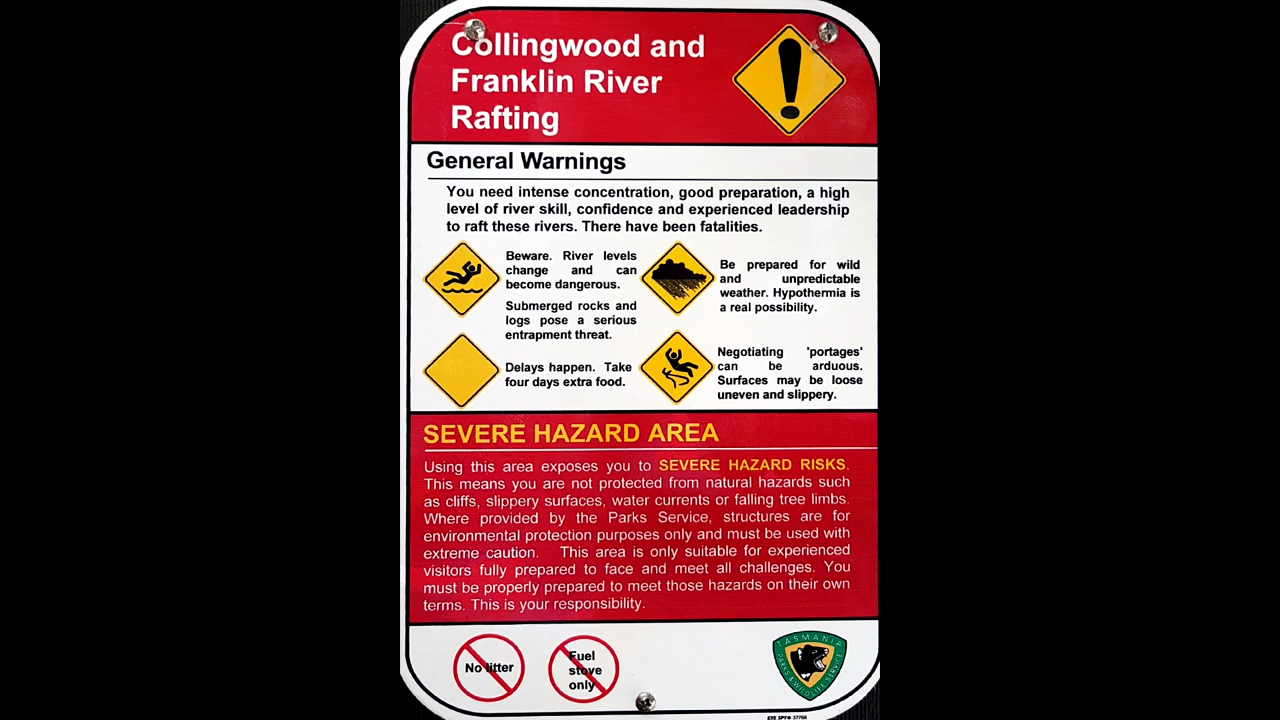 Collingwood and
Franklin River
Rafting
General Warnings
You need intense concentration, good preparation, a high
level of river skill, confidence and experienced leadership
to raft these rivers. There have been fatalities.
Beware. River levels
change and can
become dangerous.
Submerged rocks and
logs pose a serious
entrapment threat.
Be prepared for wild
and unpredictable
weather. Hypothermia is
a real possibility.
Delays happen. Take
four days extra food.
Negotiating 'portages'
can be arduous.
Surfaces may be loose
uneven and slippery.
SEVERE HAZARD AREA
Using this area exposes you to SEVERE HAZARD RISKS.
This means you are not protected from natural hazards such
as cliffs, slippery surfaces, water currents or falling tree limbs.
Where provided by the Parks Service, structures are for
environmental protection purposes only and must be used with
extreme caution. This area is only suitable for experienced
visitors fully prepared to face and meet all challenges. You
must be properly prepared to meet those hazards on their own
terms. This is your responsibility.
No litter
Fuel
stove
only
TASMANIA
PARKS & WILDLIFE SERVICE
EYE SPY® 37768